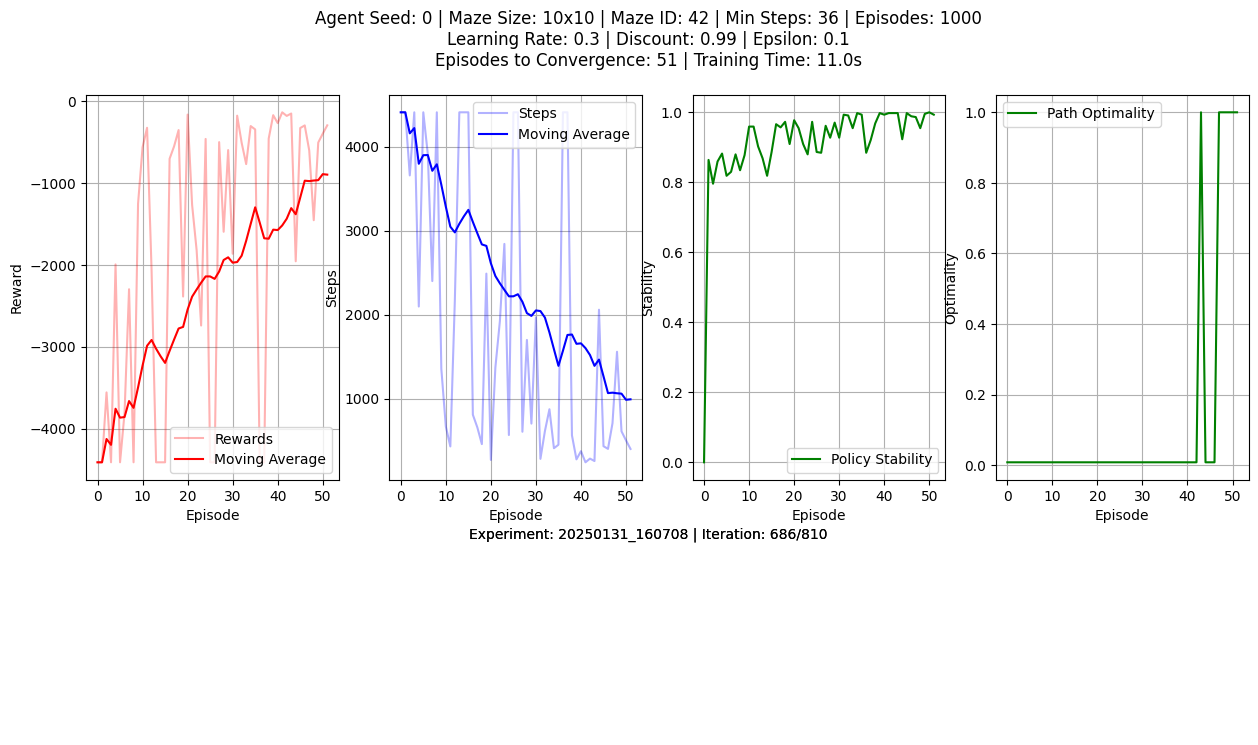 Agent Seed: 0 | Maze Size: 10x10 | Maze ID: 42 | Min Steps: 36 | Episodes: 1000
Learning Rate: 0.3 | Discount: 0.99 | Epsilon: 0.1
Episodes to Convergence: 51 | Training Time: 11.0s
Reward
0
−1000
−2000
−3000
−4000
Rewards
Moving Average
0 10 20 30 40 50
Episode
Steps
4000
3000
2000
1000
Steps
Moving Average
0 10 20 30 40 50
Episode
Stability
1.0
0.8
0.6
0.4
0.2
0.0
Policy Stability
0 10 20 30 40 50
Episode
Optimality
1.0
0.8
0.6
0.4
0.2
0.0
Path Optimality
0 10 20 30 40 50
Episode
Experiment: 20250131_160708 | Iteration: 686/810